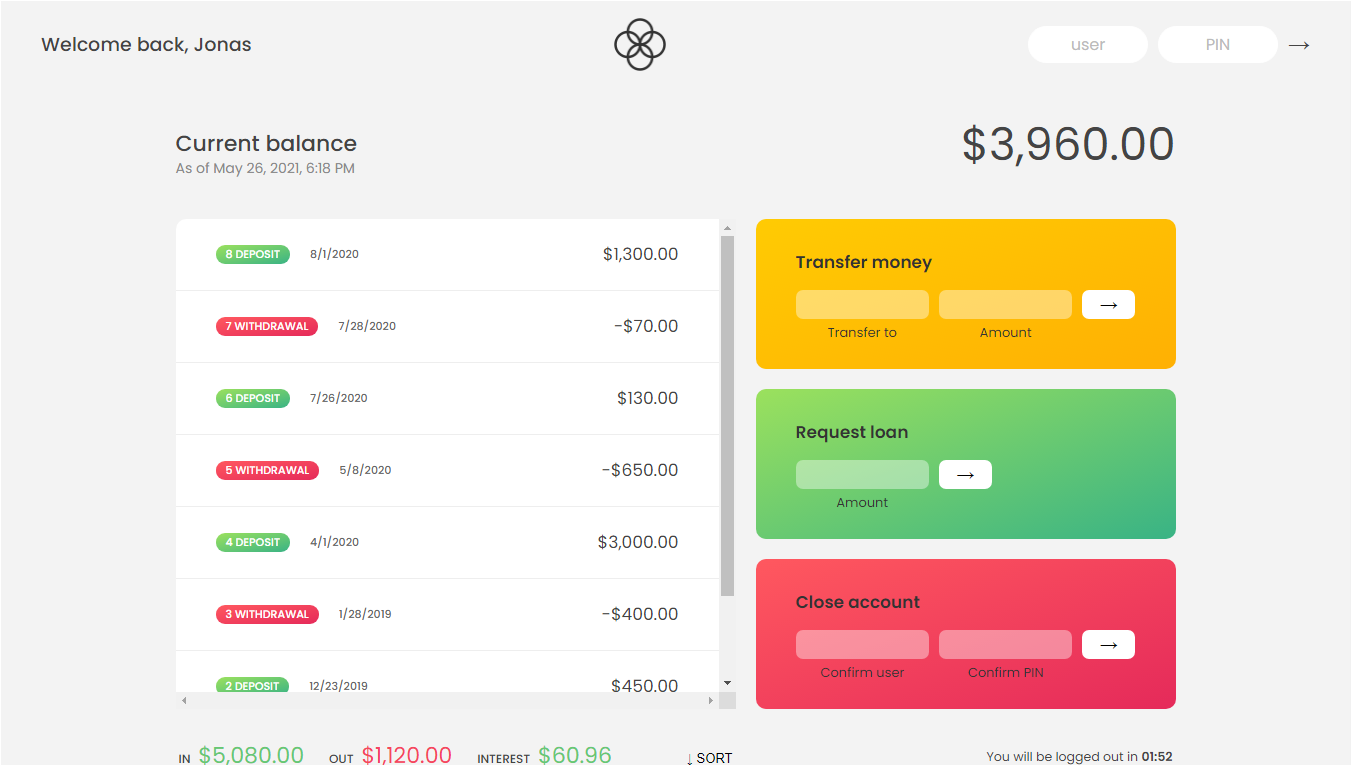 Welcome back, Jonas
user PIN →
Current balance
As of May 26, 2021, 6:18 PM
$3,960.00
8 DEPOSIT 8/1/2020 $1,300.00
7 WITHDRAWAL 7/28/2020 -$70.00
6 DEPOSIT 7/26/2020 $130.00
5 WITHDRAWAL 5/8/2020 -$650.00
4 DEPOSIT 4/1/2020 $3,000.00
3 WITHDRAWAL 1/28/2019 -$400.00
2 DEPOSIT 12/23/2019 $450.00
Transfer money
→
Transfer to Amount
Request loan
→
Amount
Close account
→
Confirm user Confirm PIN
IN $5,080.00 OUT $1,120.00 INTEREST $60.96 ↓ SORT
You will be logged out in 01:52